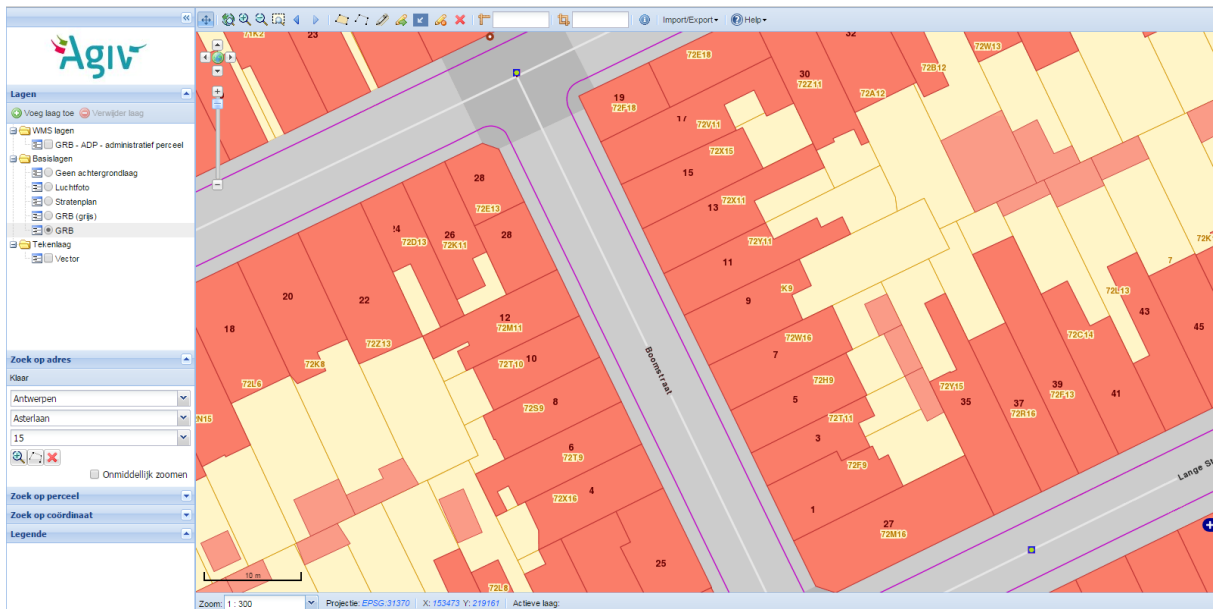 Import/Export
Help
Agiv
Lagen
Voeg laag toe
Verwijder laag
WMS lagen
GRB - ADP - administratief perceel
Basislagen
Geen achtergrondlaag
Luchtfoto
Stratenplan
GRB (grijs)
GRB
Tekenlaag
Vector
Zoek op adres
Klaar
Antwerpen
Asterlaan
15
Onmiddellijk zoomen
Zoek op perceel
Zoek op coördinaat
Legende
71K2
23
32
72E18
72W13
72B12
30
72Z11
72A12
19
72F18
17
72V11
72X15
15
72X11
13
72Y11
11
9
7
72W16
72H9
5
72T11
3
72F9
1
27
72M16
28
72E13
28
24
72D13
26
72K11
22
72Z13
20
72K8
18
72L6
12
72M11
10
72T10
8
72S9
6
72T9
4
72X16
25
72L8
Boomstraat
72Y15
35
37
72R16
39
72F13
41
72C14
72L13
43
45
7
Lange St
10 m
Zoom: 1 : 300
Projectie: EPSG:31370
X: 153473 Y: 219161
Actieve laag: